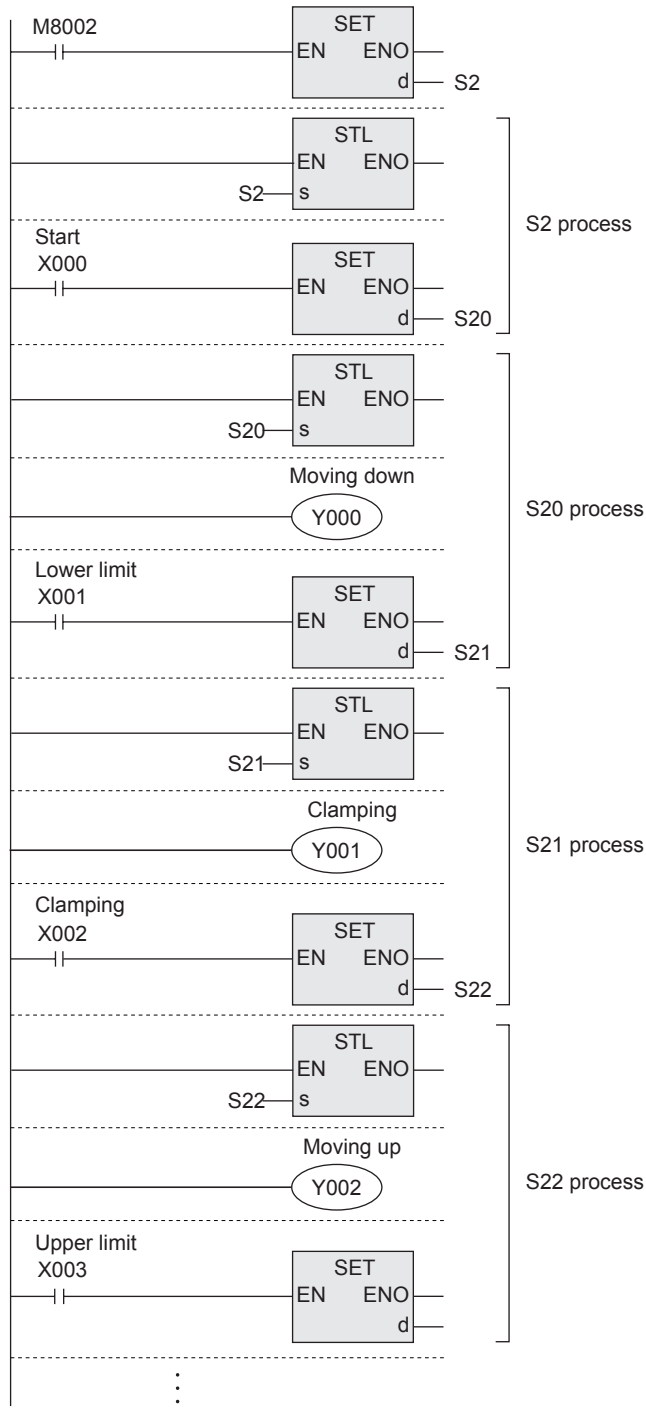 M8002
SET
EN ENO
d S2
STL
EN ENO
S2 s
S2 process
Start
X000
SET
EN ENO
d S20
STL
EN ENO
S20 s
Moving down
Y000
S20 process
Lower limit
X001
SET
EN ENO
d S21
STL
EN ENO
S21 s
Clamping
Y001
S21 process
Clamping
X002
SET
EN ENO
d S22
STL
EN ENO
S22 s
Moving up
Y002
S22 process
Upper limit
X003
SET
EN ENO
d